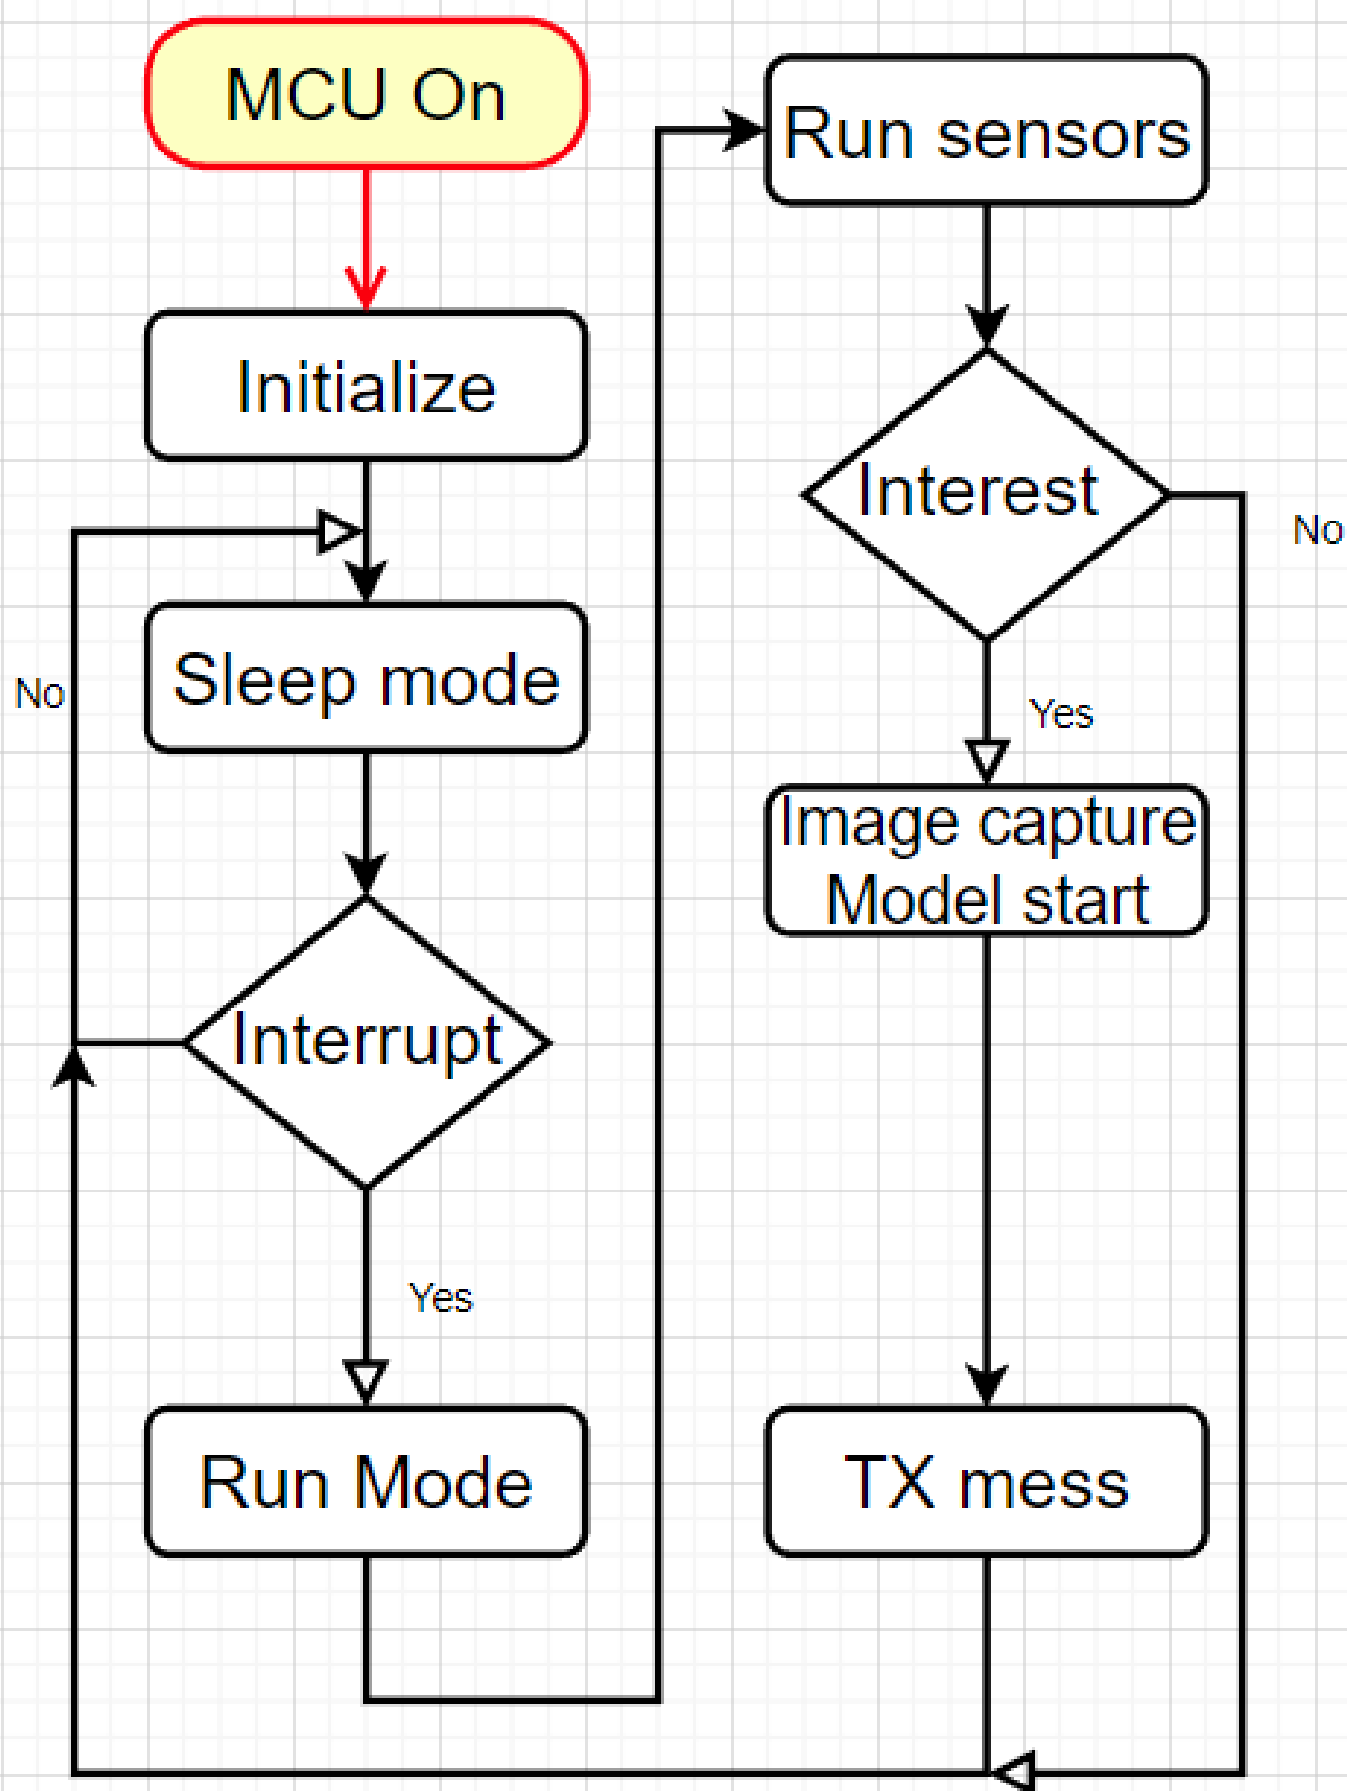 MCU On
Initialize
No
Sleep mode
Interrupt
Yes
Run Mode
Run sensors
Interest
No
Yes
Image capture
Model start
TX mess